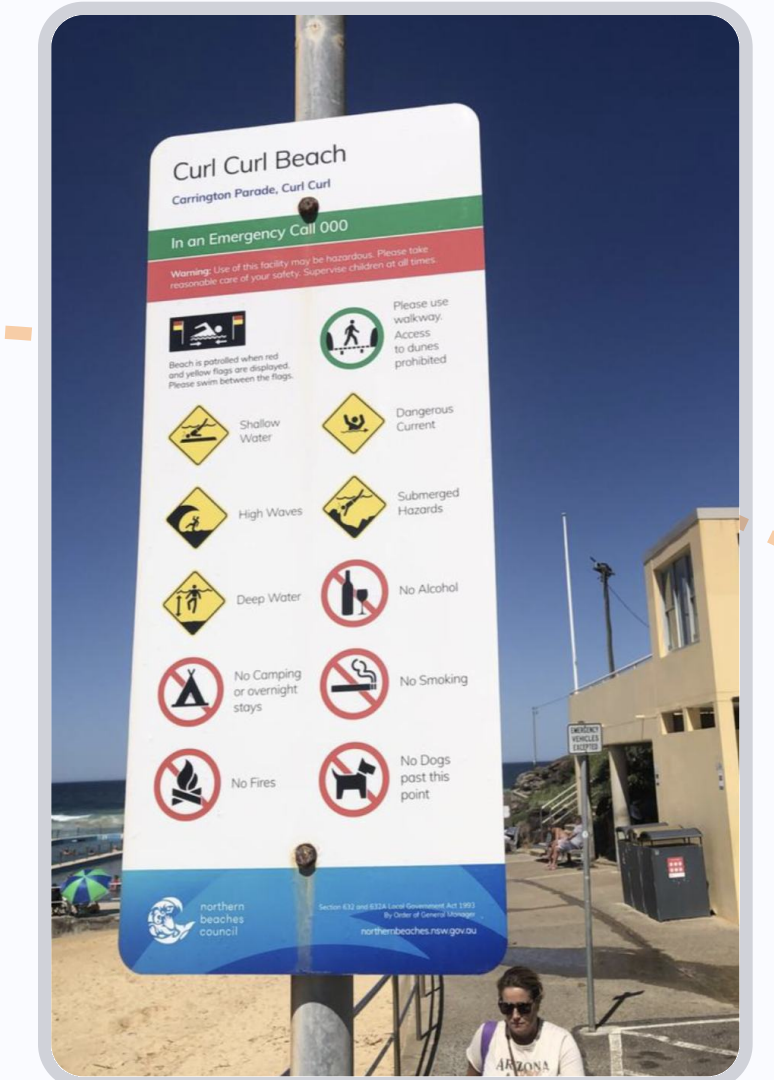 Curl Curl Beach
Carrington Parade, Curl Curl
In an Emergency Call 000
Warning: Use of this facility may be hazardous. Please take
reasonable care of your safety. Supervise children at all times.
Beach is patrolled when red
and yellow flags are displayed.
Please swim between the flags.
Please use
walkway.
Access
to dunes
prohibited
Shallow
Water
Dangerous
Current
High Waves
Submerged
Hazards
Deep Water
No Alcohol
No Camping
or overnight
stays
No Smoking
No Fires
No Dogs
past this
point
northern
beaches
council
Section 632 and 632A Local Government Act 1993
By Order of General Manager
northernbeaches.nsw.gov.au
EMERGENCY
VEHICLES
EXCEPTED
ARIZONA